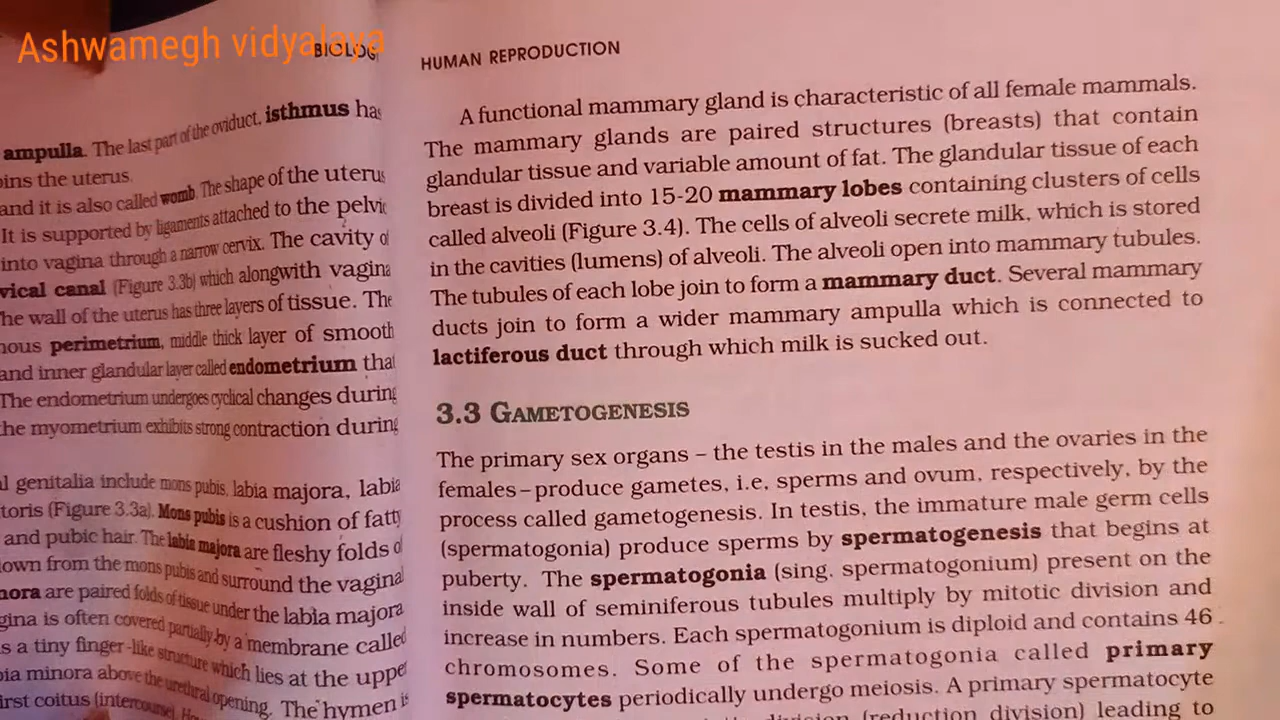 Ashwamegh vidyalaya
BIOLOG
ampulla. The last part of the oviduct, isthmus has
ins the uterus.
and it is also called womb. The shape of the uterus
It is supported by ligaments attached to the pelvic
into vagina through a narrow cervix. The cavity of
vical canal (Figure 3.3b) which alongwith vagina
he wall of the uterus has three layers of tissue. The
nous perimetrium, middle thick layer of smooth
and inner glandular layer called endometrium that
The endometrium undergoes cyclical changes during
the myometrium exhibits strong contraction during
l genitalia include mons pubis, labia majora, labia
toris (Figure 3.3a). Mons pubis is a cushion of fatty
and pubic hair. The labia majora are fleshy folds of
own from the mons pubis and surround the vaginal
nora are paired folds of tissue under the labia majora
gina is often covered partially by a membrane called
s a tiny finger-like structure which lies at the upper
bia minora above the urethral opening. The hymen is
irst coitus (intercourse).
HUMAN REPRODUCTION
A functional mammary gland is characteristic of all female mammals.
The mammary glands are paired structures (breasts) that contain
glandular tissue and variable amount of fat. The glandular tissue of each
breast is divided into 15-20 mammary lobes containing clusters of cells
called alveoli (Figure 3.4). The cells of alveoli secrete milk, which is stored
in the cavities (lumens) of alveoli. The alveoli open into mammary tubules.
The tubules of each lobe join to form a mammary duct. Several mammary
ducts join to form a wider mammary ampulla which is connected to
lactiferous duct through which milk is sucked out.
3.3 GAMETOGENESIS
The primary sex organs – the testis in the males and the ovaries in the
females – produce gametes, i.e, sperms and ovum, respectively, by the
process called gametogenesis. In testis, the immature male germ cells
(spermatogonia) produce sperms by spermatogenesis that begins at
puberty. The spermatogonia (sing. spermatogonium) present on the
inside wall of seminiferous tubules multiply by mitotic division and
increase in numbers. Each spermatogonium is diploid and contains 46
chromosomes. Some of the spermatogonia called primary
spermatocytes periodically undergo meiosis. A primary spermatocyte
division (reduction division) leading to